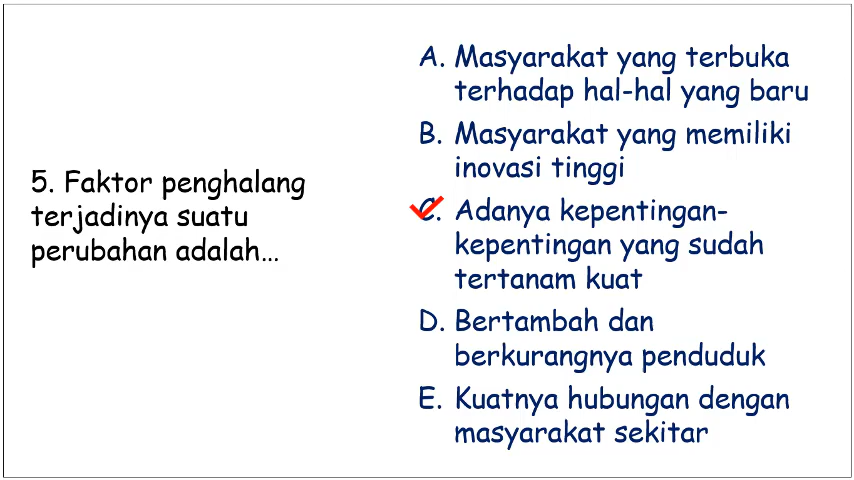 5. Faktor penghalang
terjadinya suatu
perubahan adalah...
A. Masyarakat yang terbuka
terhadap hal-hal yang baru
B. Masyarakat yang memiliki
inovasi tinggi
C. Adanya kepentingan-
kepentingan yang sudah
tertanam kuat
D. Bertambah dan
berkurangnya penduduk
E. Kuatnya hubungan dengan
masyarakat sekitar